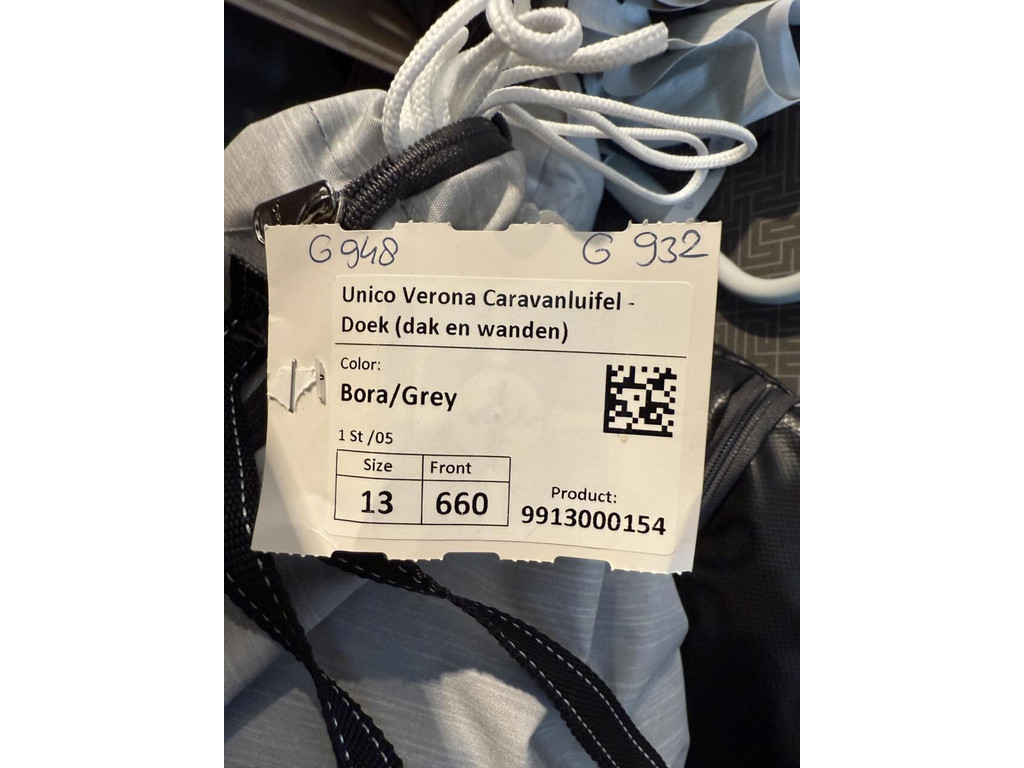 G 948 G 932
Unico Verona Caravanluifel -
Doek (dak en wanden)
Color:
Bora/Grey
1 St /05
Size Front
13 660
Product:
9913000154